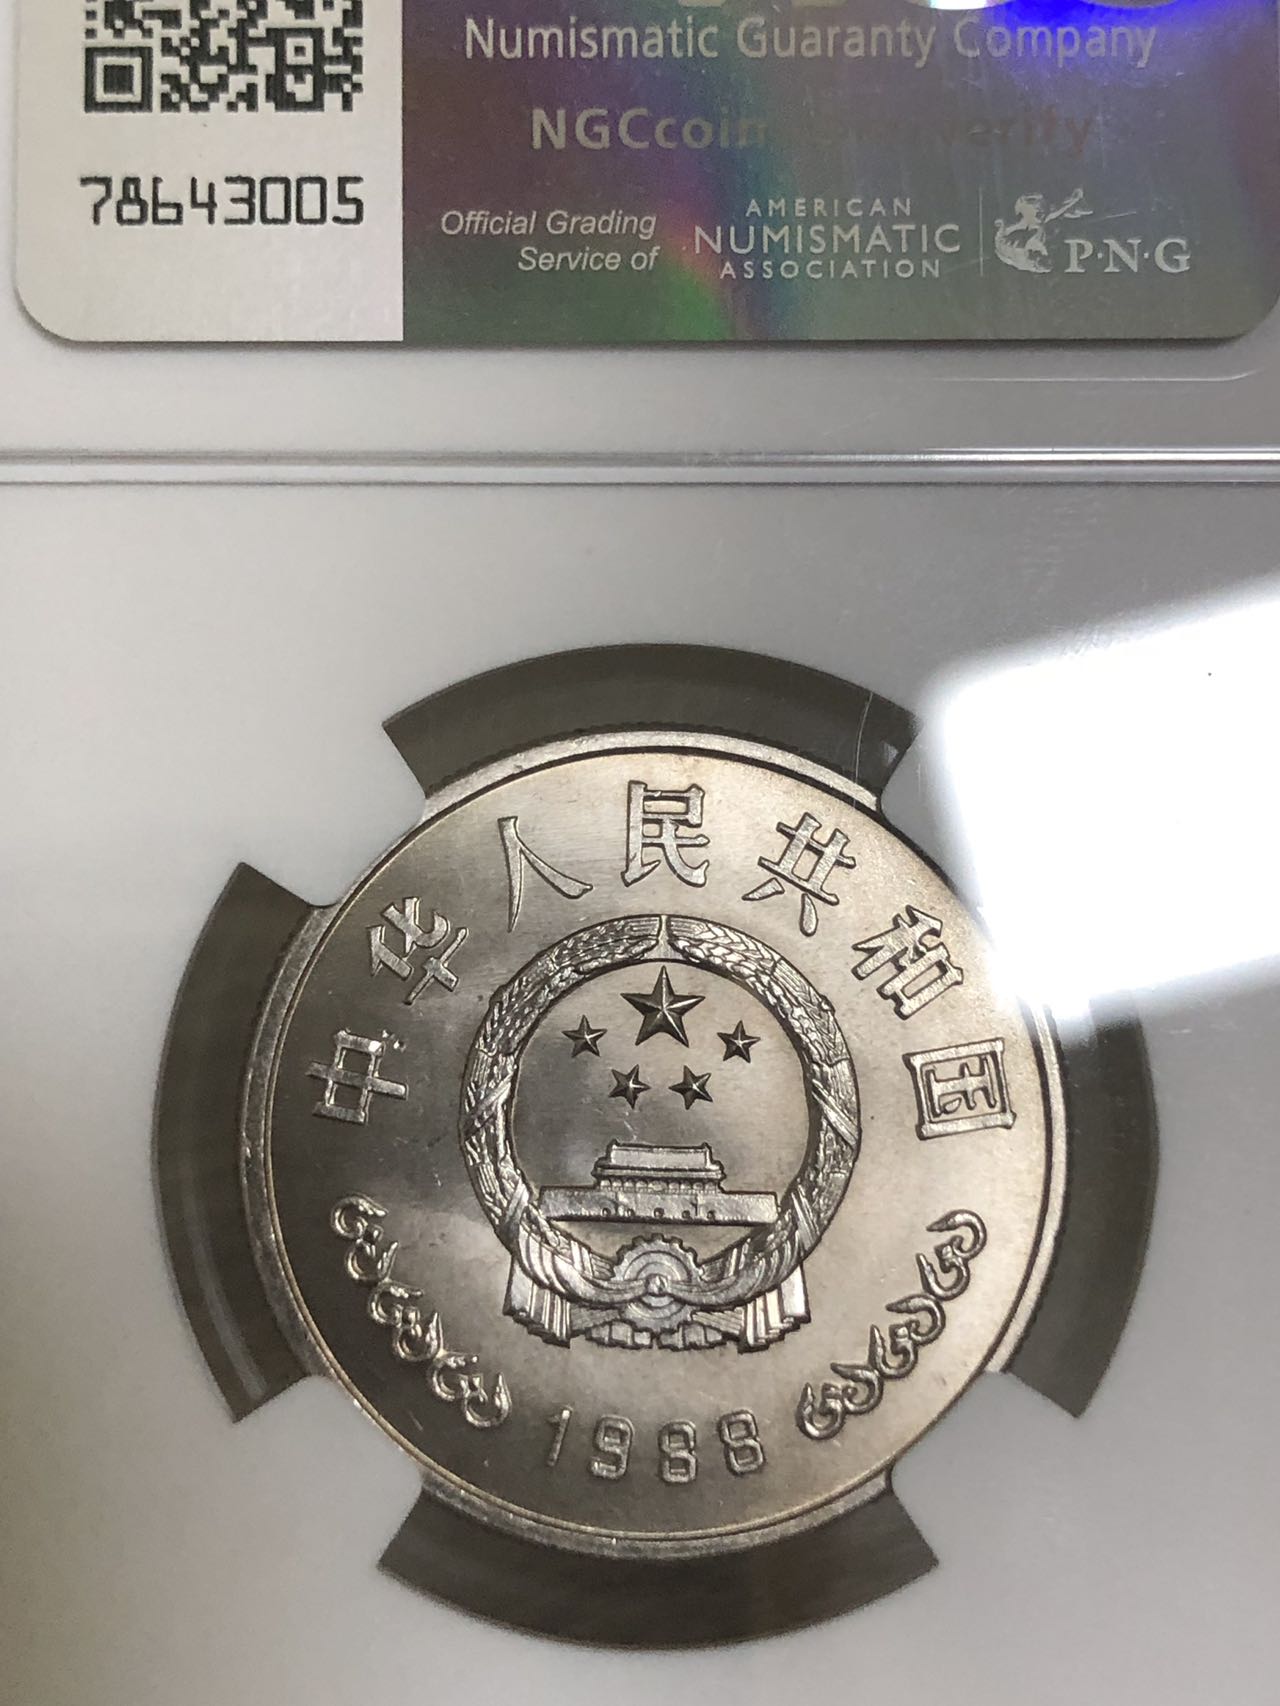 Numismatic Guaranty Company
NGCcoin
verify
78643005
Official Grading
Service of
AMERICAN
NUMISMATIC
ASSOCIATION
P·N·G
中华人民共和国
1988